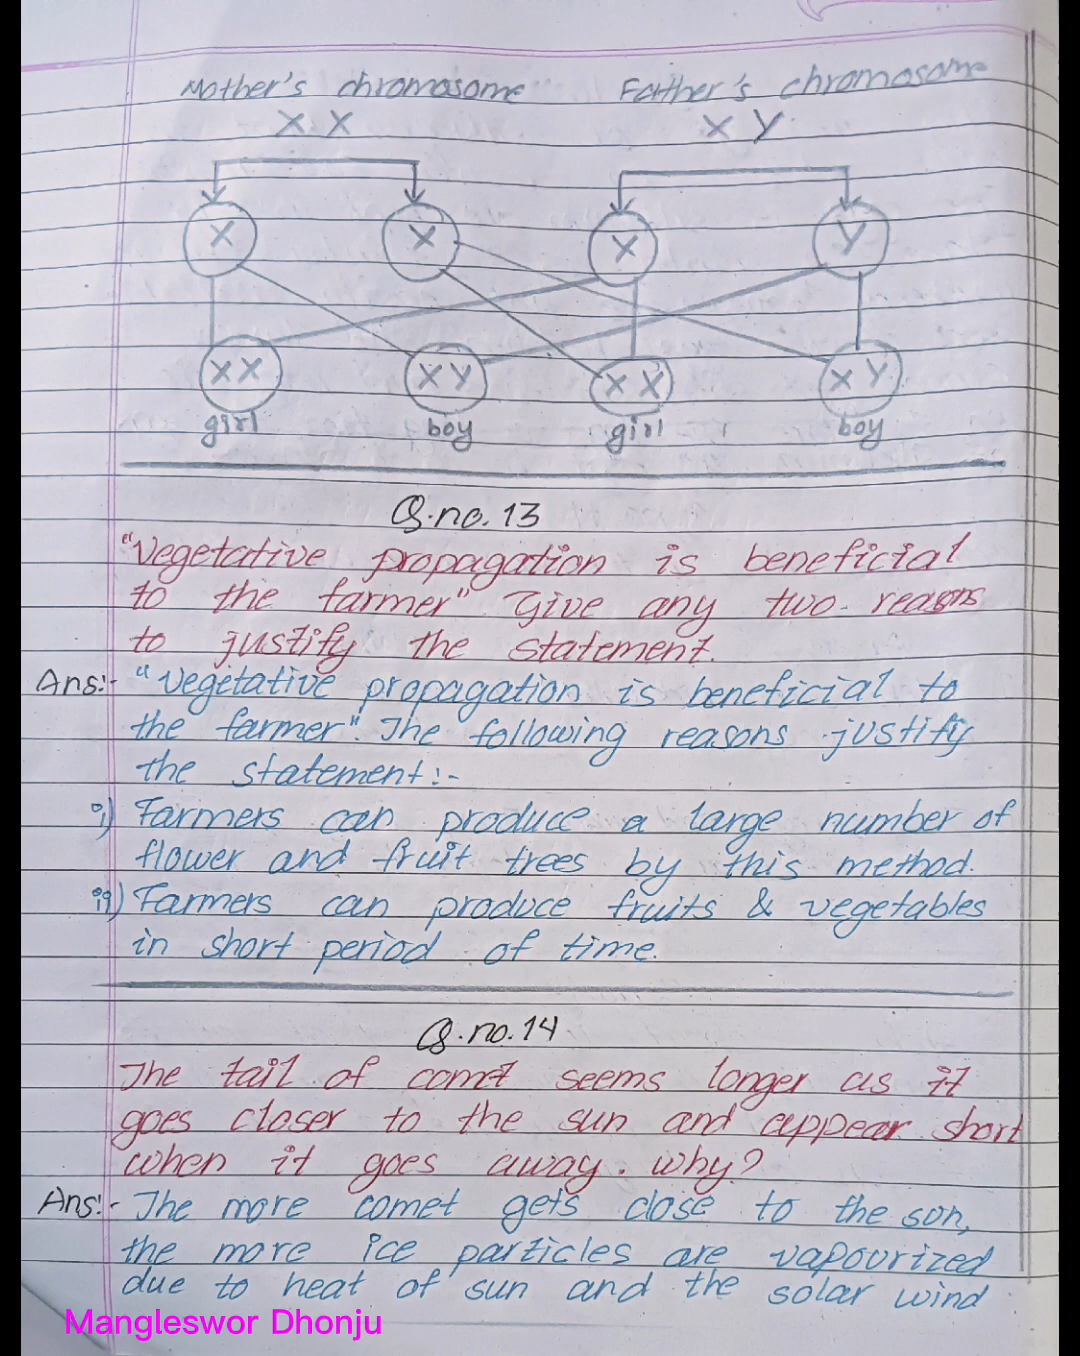 Mother's chromosome Father's chromosome
X X X Y
X X X Y
XX XY XX XY
girl boy girl boy
Q.no. 13
"Vegetative propagation is beneficial
to the farmer" Give any two reasons
to justify the statement.
Ans:- "Vegetative propagation is beneficial to
the farmer". The following reasons justify
the statement:-
i) Farmers can produce a large number of
flower and fruit trees by this method.
ii) Farmers can produce fruits & vegetables
in short period of time.
Q.no.14
The tail of comet seems longer as it
goes closer to the sun and appear short
when it goes away. why?
Ans:- The more comet gets close to the sun,
the more ice particles are vapourized
due to heat of sun and the solar wind
Mangleswor Dhonju